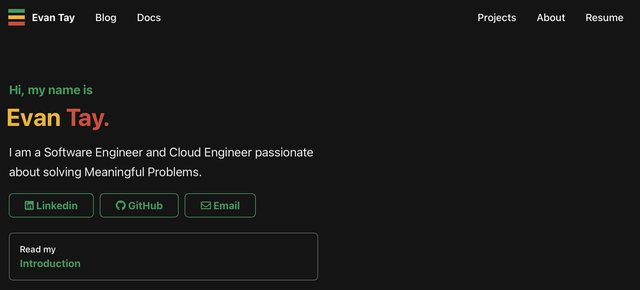 Evan Tay Blog Docs Projects About Resume
Hi, my name is
Evan Tay.
I am a Software Engineer and Cloud Engineer passionate
about solving Meaningful Problems.
Linkedin GitHub Email
Read my
Introduction